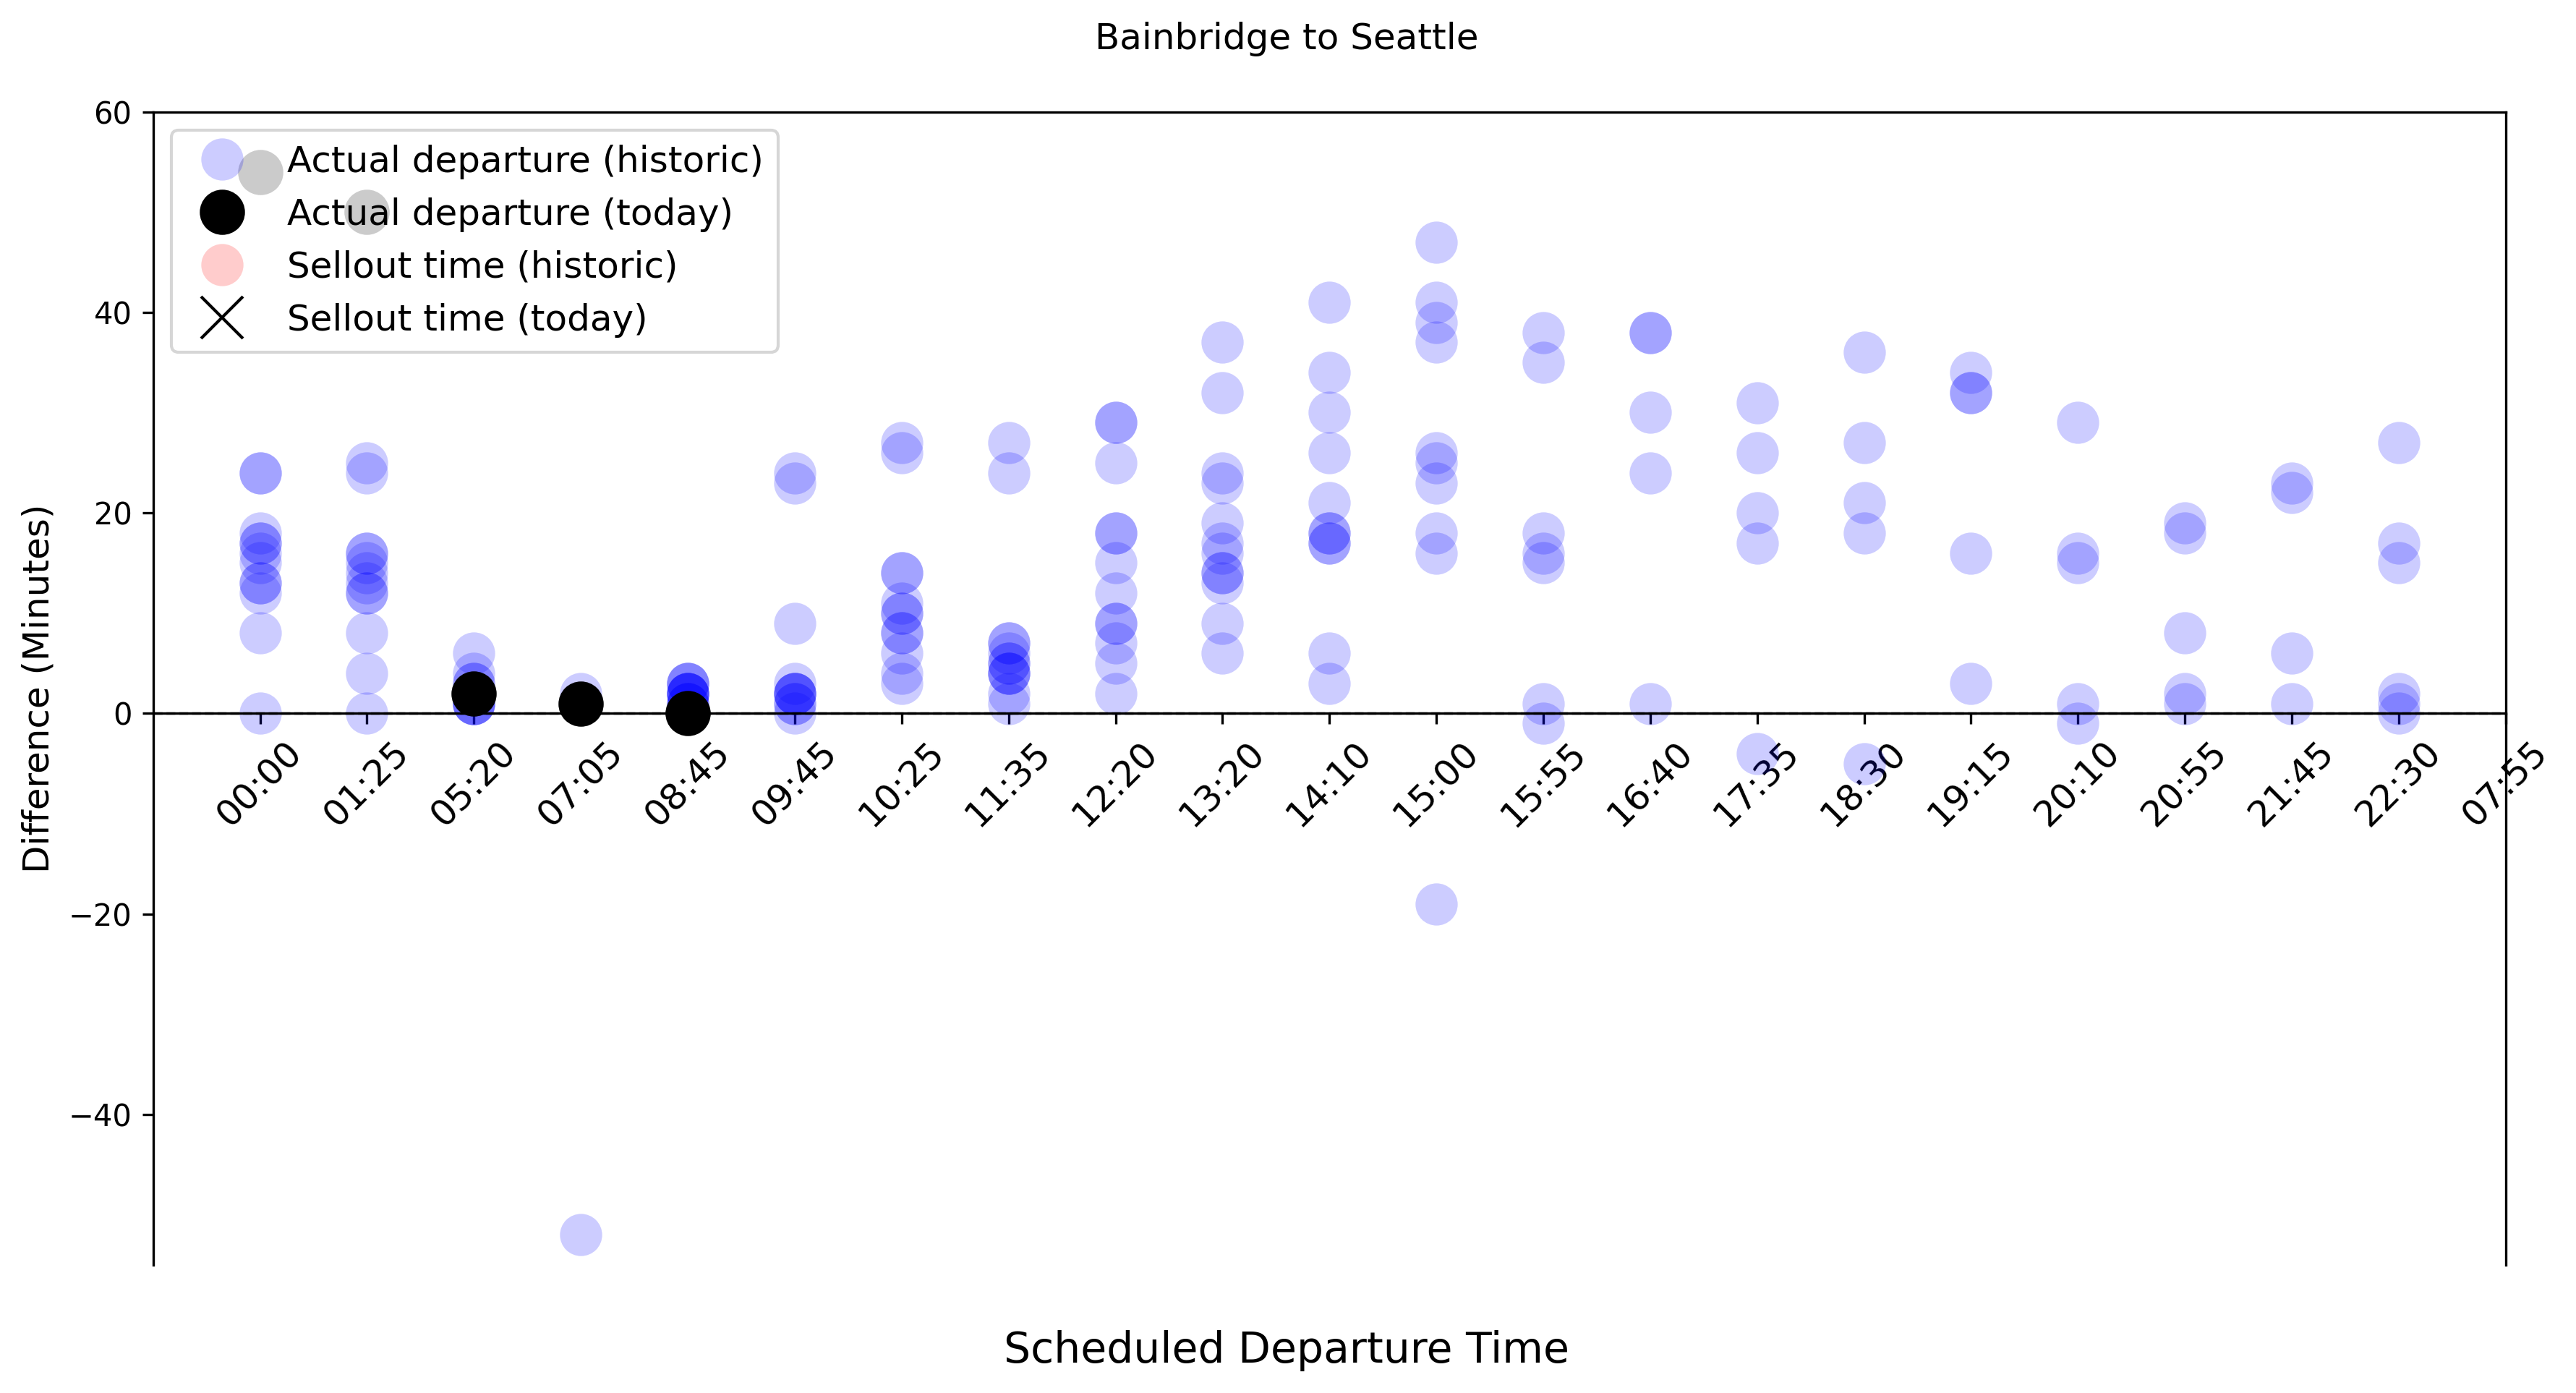 Bainbridge to Seattle
60
Actual departure (historic)
Actual departure (today)
Sellout time (historic)
Sellout time (today)
40
20
0
−20
−40
Difference (Minutes)
00:00 01:25 05:20 07:05 08:45 09:45 10:25 11:35 12:20 13:20 14:10 15:00 15:55 16:40 17:35 18:30 19:15 20:10 20:55 21:45 22:30 07:55
Scheduled Departure Time